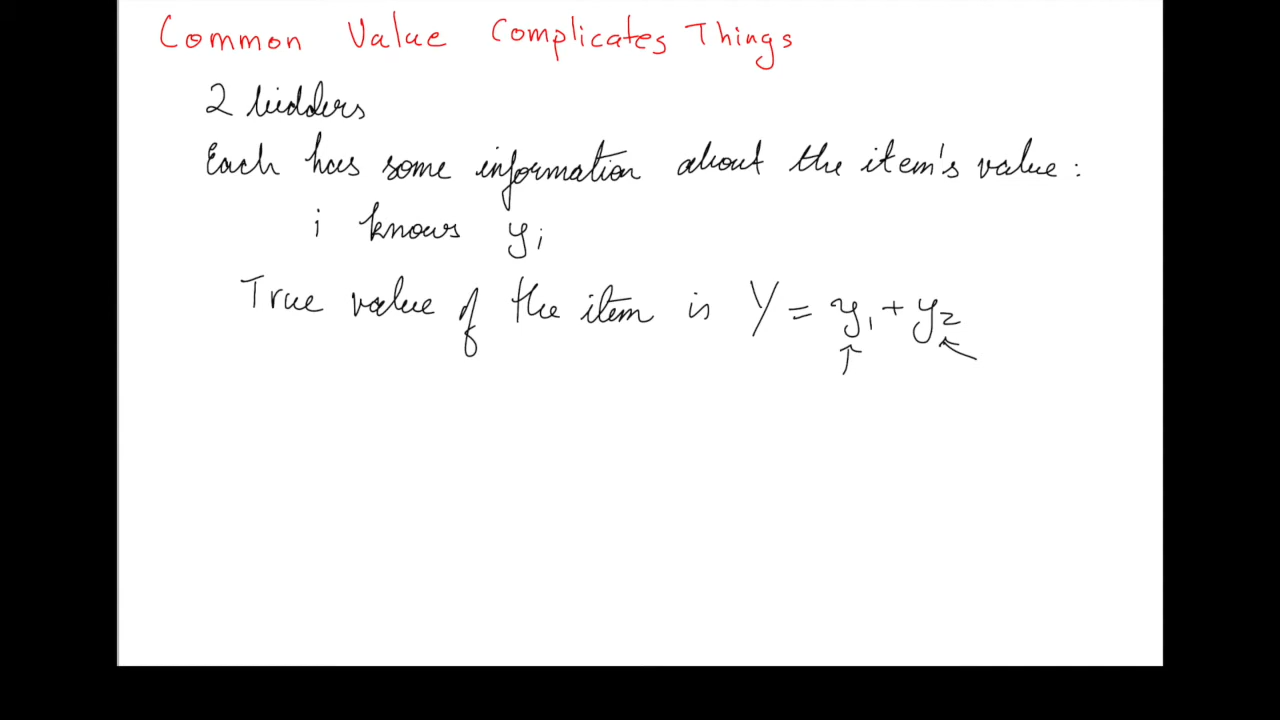 Common Value Complicates Things
2 bidders
Each has some information about the item's value :
i knows yi
True value of the item is Y = y1 + y2